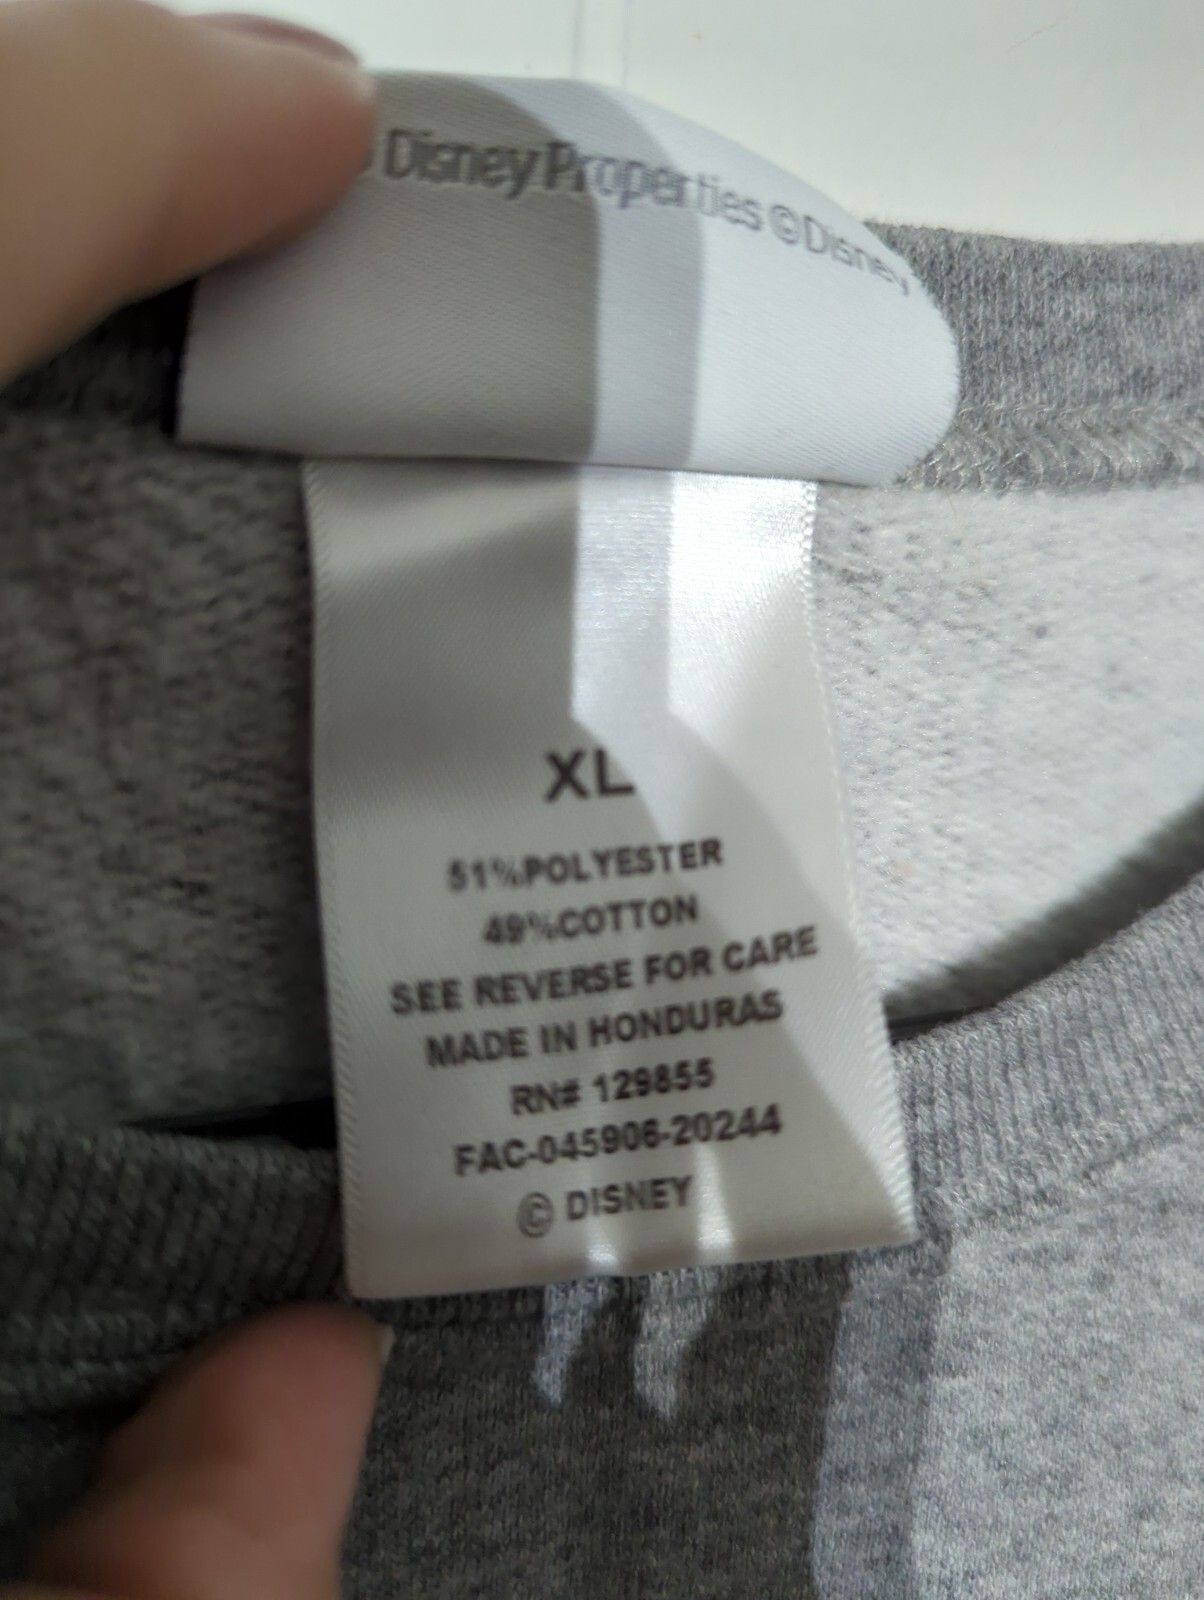 Disney Properties © Disney
XL
51%POLYESTER
49%COTTON
SEE REVERSE FOR CARE
MADE IN HONDURAS
RN# 129855
FAC-045906-20244
© DISNEY